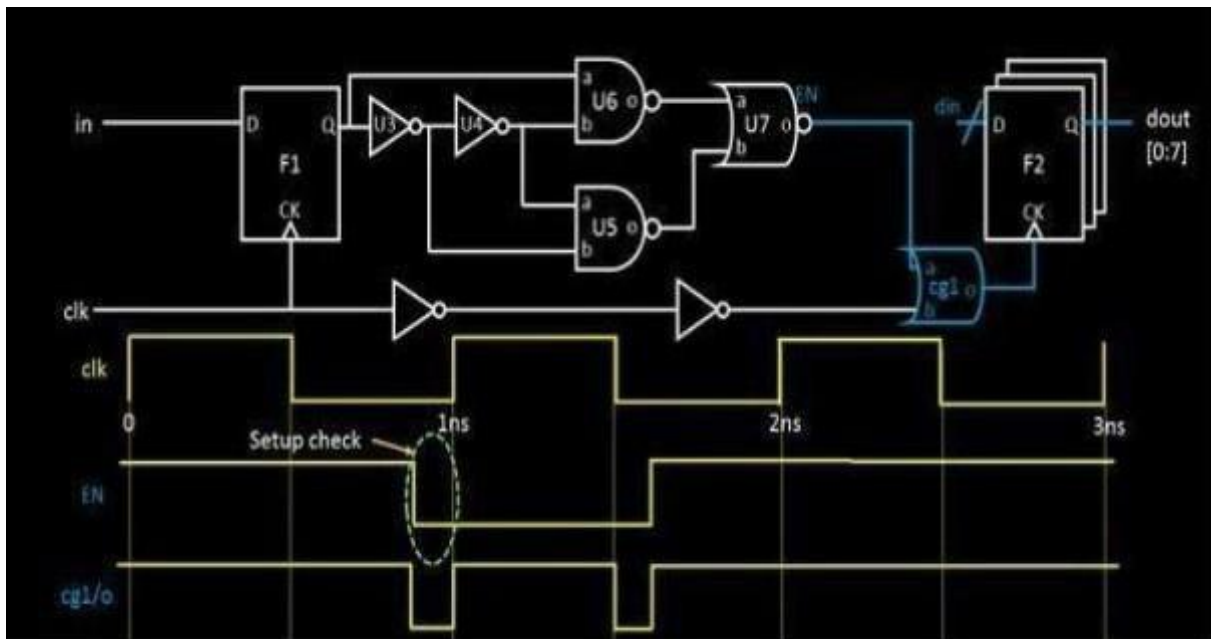 in
D Q
F1
CK
U3
U4
a
U6 o
b
a
U5 o
b
a
U7 o
b
EN
din
D Q
F2
CK
dout
[0:7]
a
cg1 o
b
clk
clk
0 1ns 2ns 3ns
Setup check
EN
cg1/o